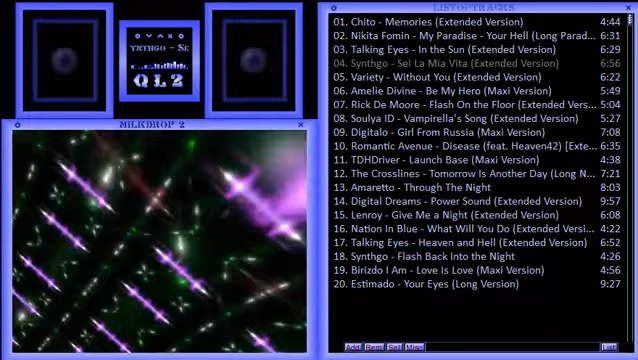 LISTOFTRACKS
YNTHGO - SE
QL2
MILKDROP 2
01. Chito - Memories (Extended Version) 4:44
02. Nikita Fomin - My Paradise - Your Hell (Long Parad... 6:31
03. Talking Eyes - In the Sun (Extended Version) 6:29
04. Synthgo - Sei La Mia Vita (Extended Version) 6:56
05. Variety - Without You (Extended Version) 6:22
06. Amelie Divine - Be My Hero (Maxi Version) 5:49
07. Rick De Moore - Flash On the Floor (Extended Vers... 5:04
08. Soulya ID - Vampirella's Song (Extended Version) 5:27
09. Digitalo - Girl From Russia (Maxi Version) 7:08
10. Romantic Avenue - Disease (feat. Heaven42) [Exte... 6:35
11. TDHDriver - Launch Base (Maxi Version) 4:38
12. The Crosslines - Tomorrow Is Another Day (Long N... 7:21
13. Amaretto - Through The Night 8:03
14. Digital Dreams - Power Sound (Extended Version) 9:57
15. Lenroy - Give Me a Night (Extended Version) 6:08
16. Nation In Blue - What Will You Do (Extended Versi... 4:22
17. Talking Eyes - Heaven and Hell (Extended Version) 6:52
18. Synthgo - Flash Back Into the Night 4:26
19. Birizdo I Am - Love Is Love (Maxi Version) 4:56
20. Estimado - Your Eyes (Long Version) 9:27
Add Rem Sel Misc List